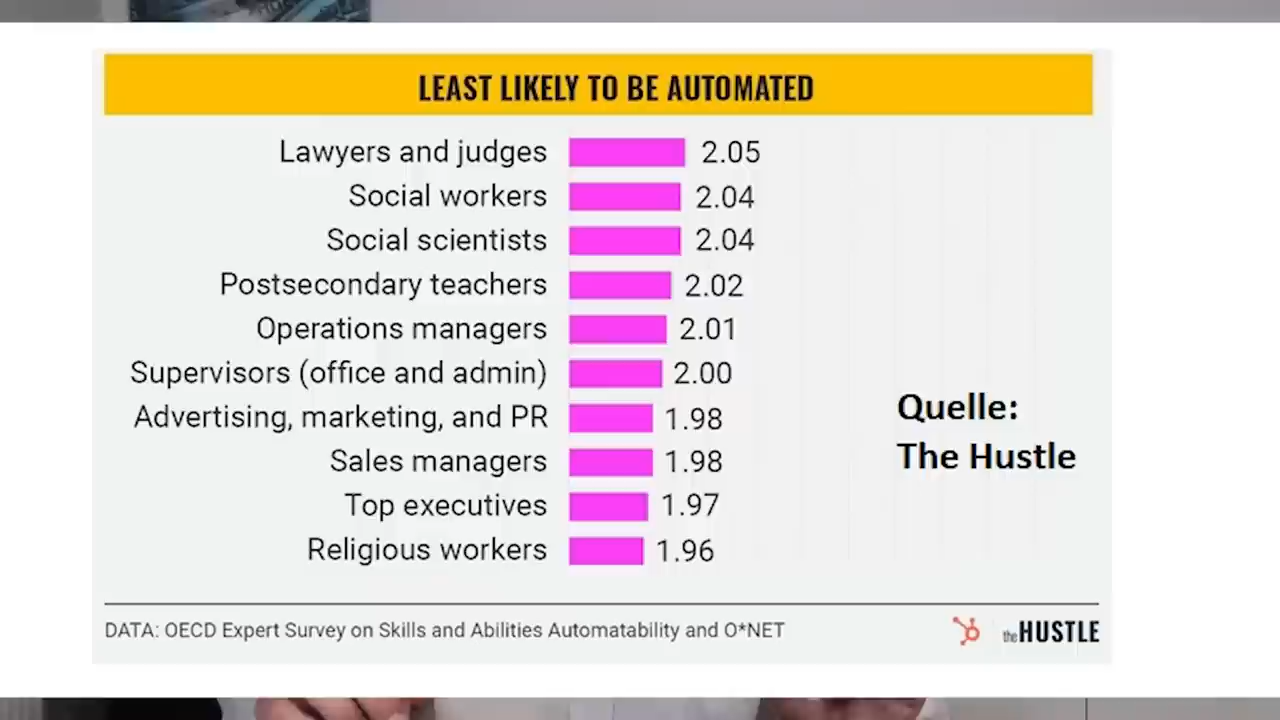 LEAST LIKELY TO BE AUTOMATED
Lawyers and judges 2.05
Social workers 2.04
Social scientists 2.04
Postsecondary teachers 2.02
Operations managers 2.01
Supervisors (office and admin) 2.00
Advertising, marketing, and PR 1.98
Sales managers 1.98
Top executives 1.97
Religious workers 1.96
Quelle:
The Hustle
DATA: OECD Expert Survey on Skills and Abilities Automatability and O*NET
the HUSTLE